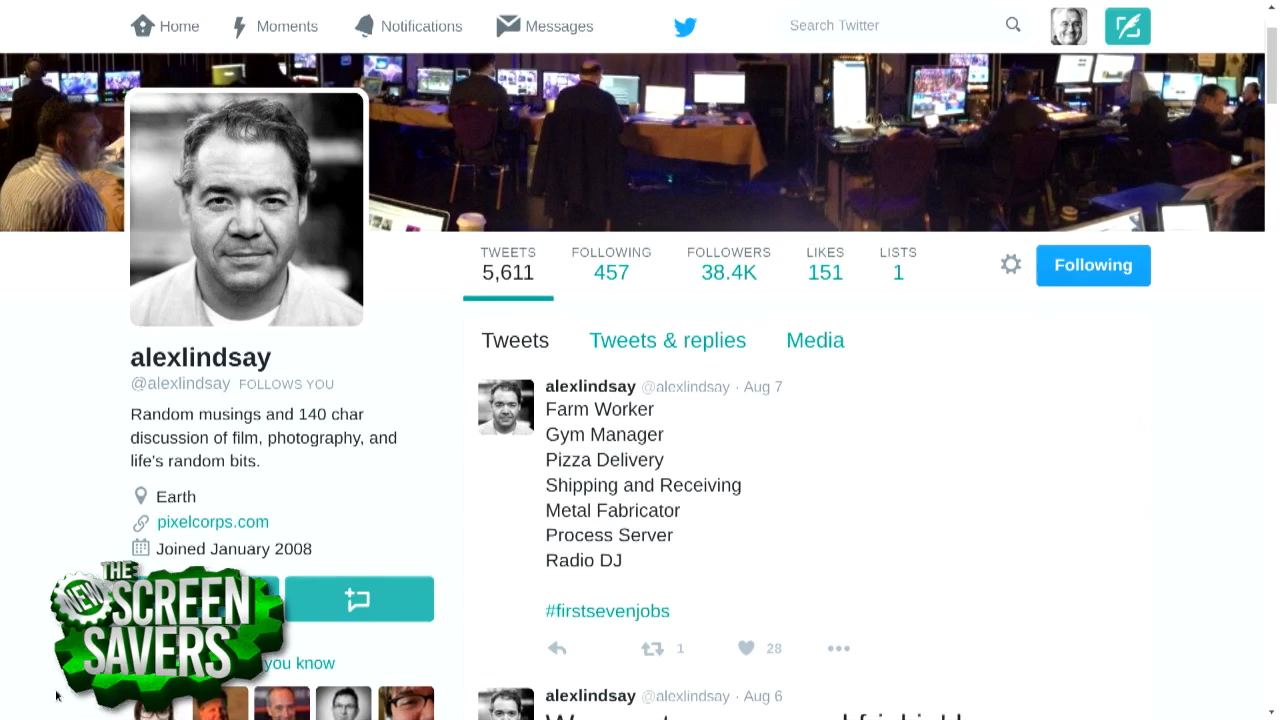 Home
Moments
Notifications
Messages
Search Twitter
TWEETS
5,611
FOLLOWING
457
FOLLOWERS
38.4K
LIKES
151
LISTS
1
Following
alexlindsay
@alexlindsay FOLLOWS YOU
Random musings and 140 char
discussion of film, photography, and
life's random bits.
Earth
pixelcorps.com
Joined January 2008
you know
THE
NEW
SCREEN
SAVERS
Tweets
Tweets & replies
Media
alexlindsay @alexlindsay · Aug 7
Farm Worker
Gym Manager
Pizza Delivery
Shipping and Receiving
Metal Fabricator
Process Server
Radio DJ
#firstsevenjobs
1
28
alexlindsay @alexlindsay · Aug 6